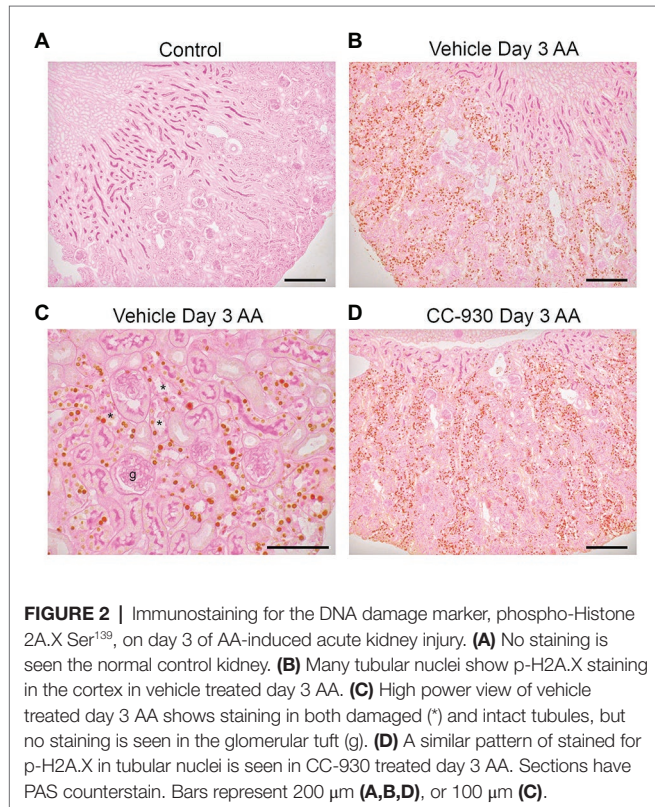 A
Control
B
Vehicle Day 3 AA
C
Vehicle Day 3 AA
D
CC-930 Day 3 AA
*
*
*
g
FIGURE 2 | Immunostaining for the DNA damage marker, phospho-Histone
2A.X Ser¹³⁹, on day 3 of AA-induced acute kidney injury. (A) No staining is
seen the normal control kidney. (B) Many tubular nuclei show p-H2A.X staining
in the cortex in vehicle treated day 3 AA. (C) High power view of vehicle
treated day 3 AA shows staining in both damaged (*) and intact tubules, but
no staining is seen in the glomerular tuft (g). (D) A similar pattern of stained for
p-H2A.X in tubular nuclei is seen in CC-930 treated day 3 AA. Sections have
PAS counterstain. Bars represent 200 μm (A,B,D), or 100 μm (C).